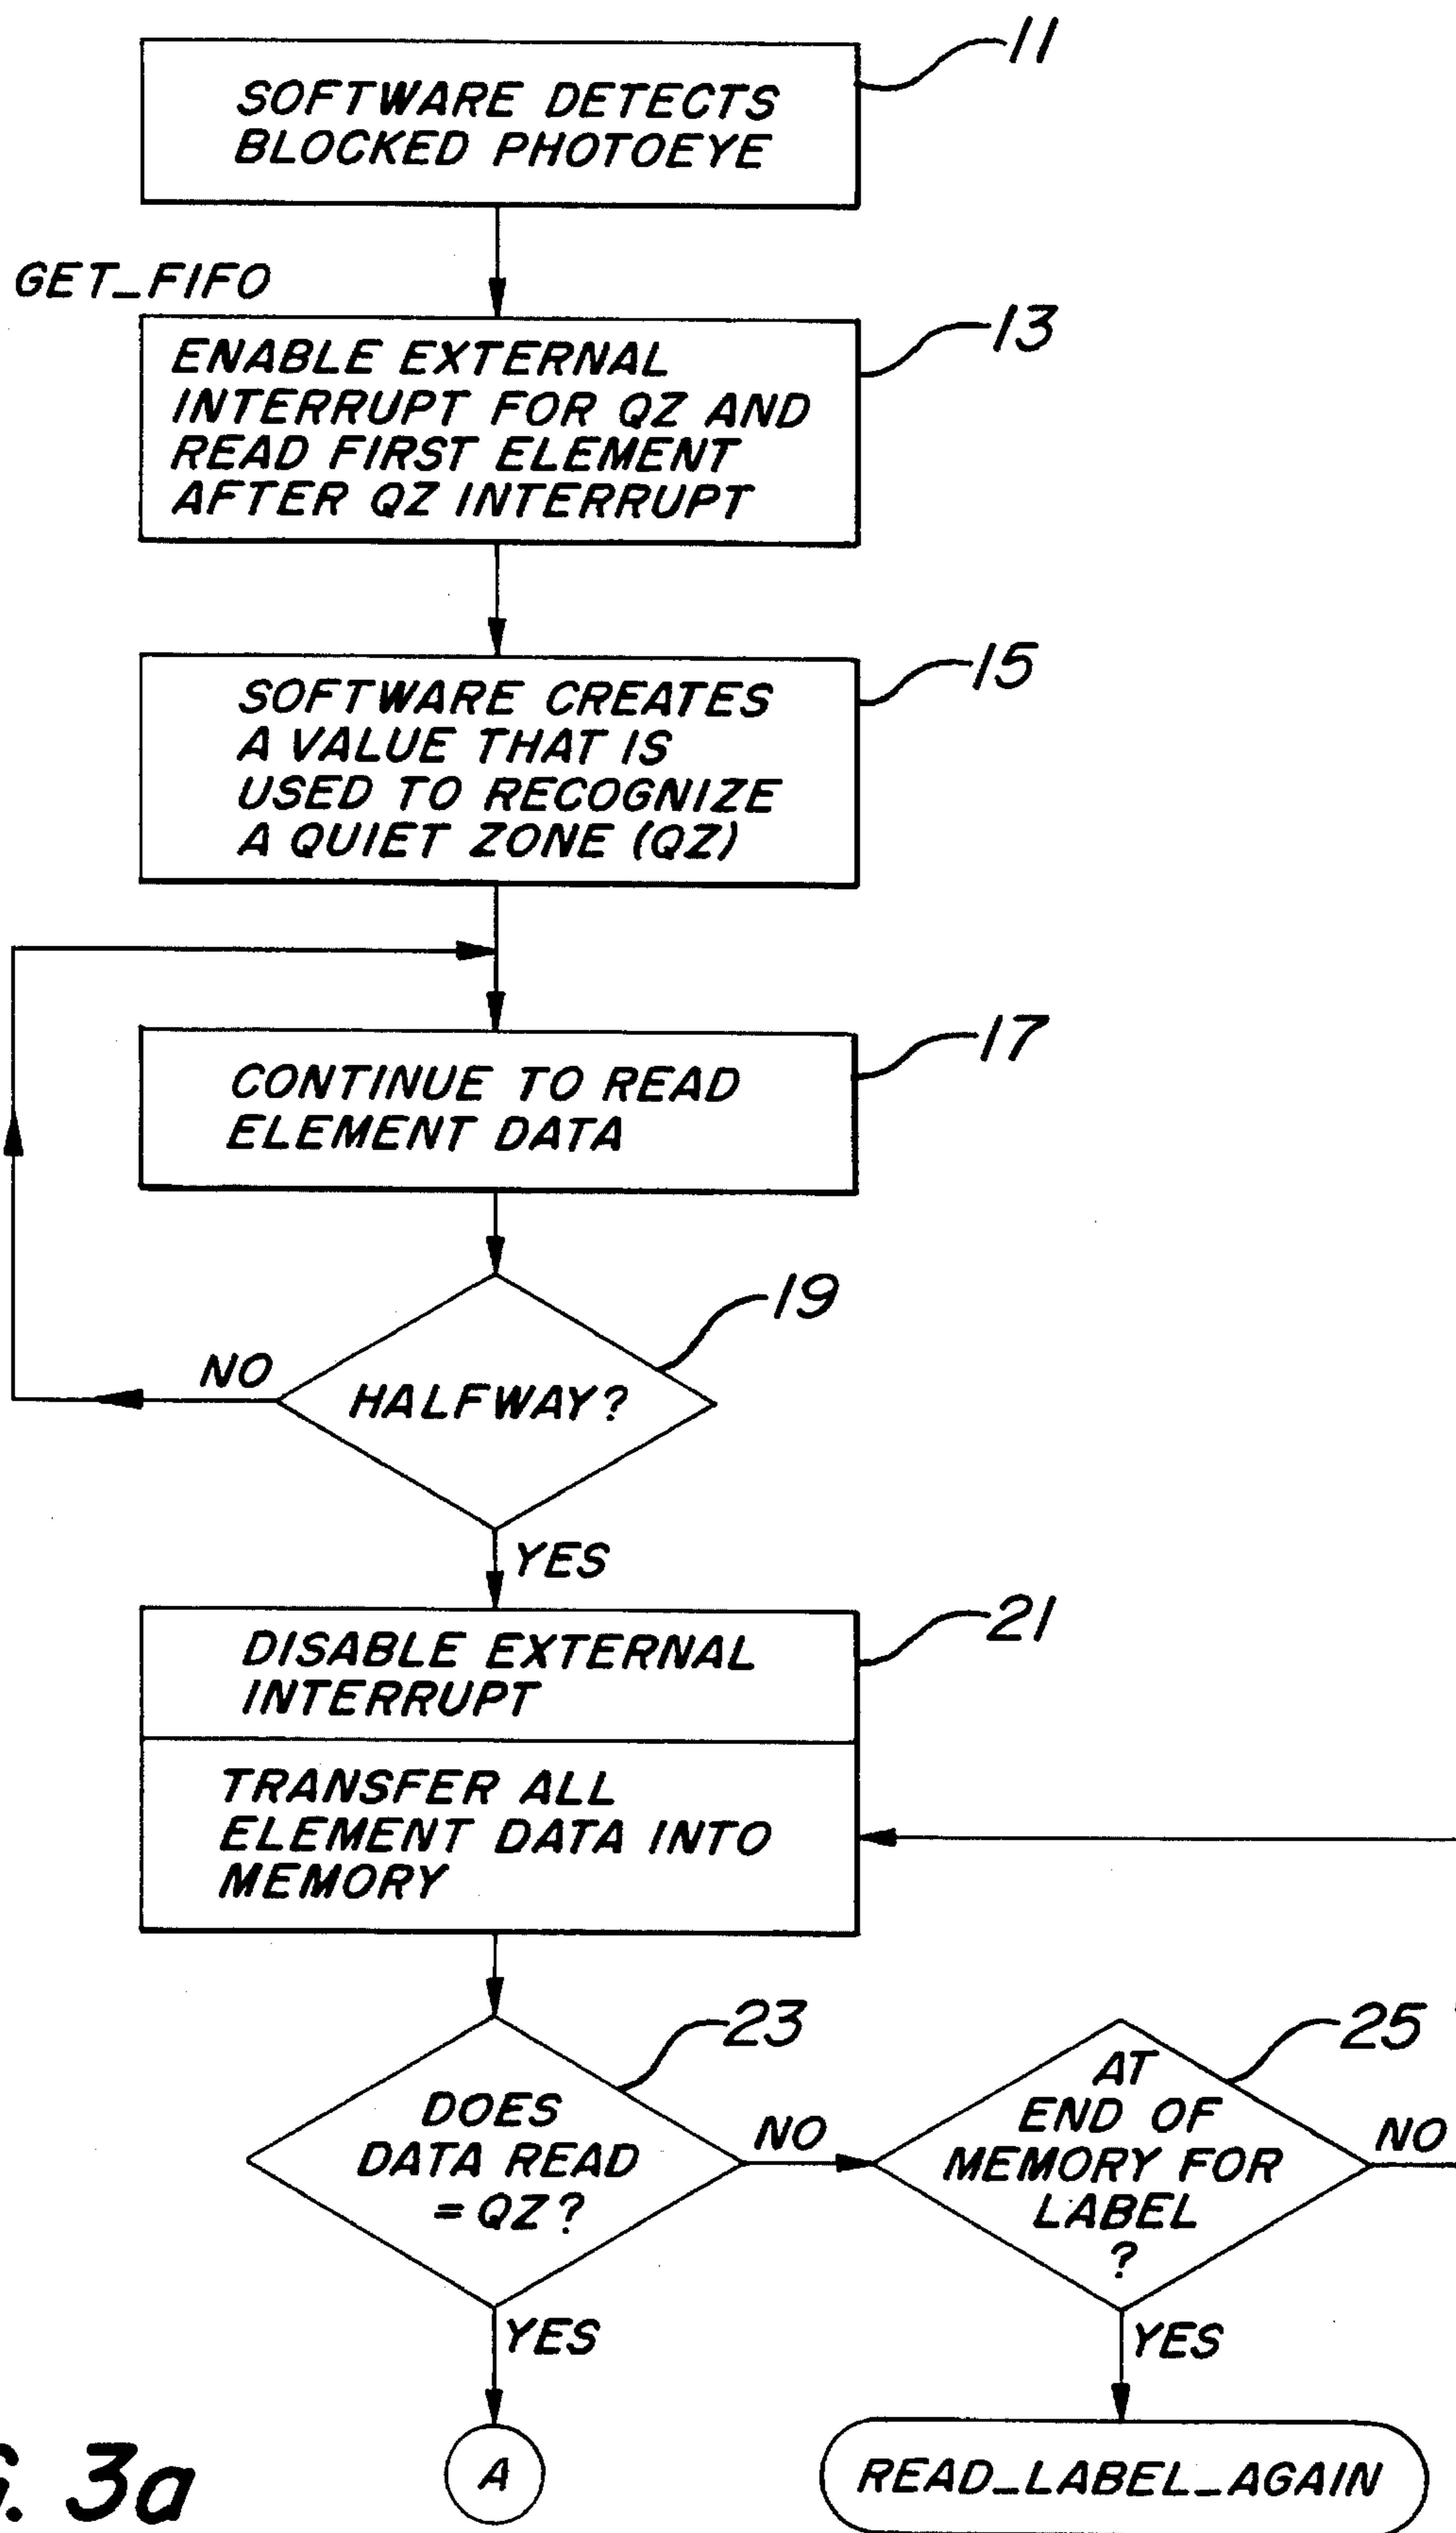 11
SOFTWARE DETECTS
BLOCKED PHOTOEYE
GET_FIFO
13
ENABLE EXTERNAL
INTERRUPT FOR QZ AND
READ FIRST ELEMENT
AFTER QZ INTERRUPT
15
SOFTWARE CREATES
A VALUE THAT IS
USED TO RECOGNIZE
A QUIET ZONE (QZ)
17
CONTINUE TO READ
ELEMENT DATA
19
NO
HALFWAY?
YES
21
DISABLE EXTERNAL
INTERRUPT
TRANSFER ALL
ELEMENT DATA INTO
MEMORY
23
DOES
DATA READ
= QZ?
NO
25
AT
END OF
MEMORY FOR
LABEL
?
NO
YES
YES
A
READ_LABEL_AGAIN
G. 3a